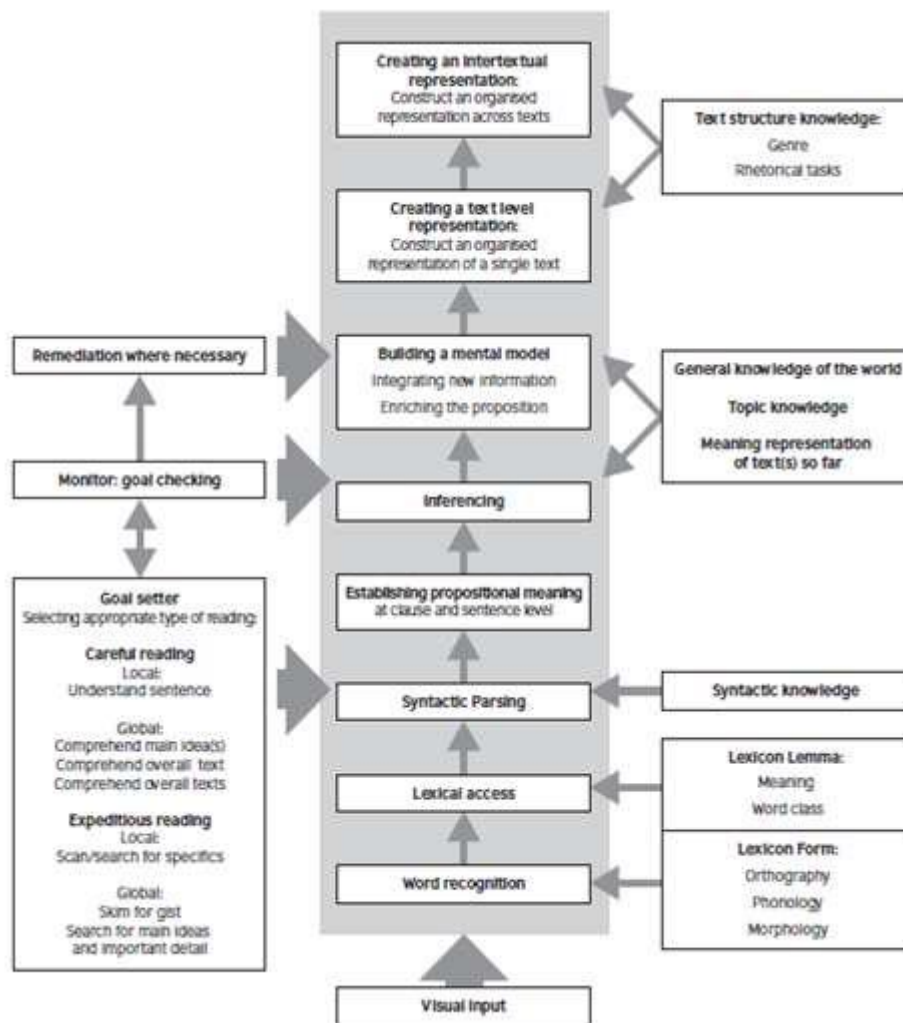 Creating an intertextual
representation:
Construct an organised
representation across texts
Text structure knowledge:
Genre
Rhetorical tasks
Creating a text level
representation:
Construct an organised
representation of a single text
Remediation where necessary
Building a mental model
Integrating new information
Enriching the proposition
General knowledge of the world
Topic knowledge
Meaning representation
of text(s) so far
Monitor: goal checking
Inferencing
Establishing propositional meaning
at clause and sentence level
Goal setter
Selecting appropriate type of reading:
Careful reading
Local:
Understand sentence
Global:
Comprehend main idea(s)
Comprehend overall text
Comprehend overall texts
Expeditious reading
Local:
Scan/search for specifics
Global:
Skim for gist
Search for main ideas
and important detail
Syntactic Parsing
Syntactic knowledge
Lexical access
Lexicon Lemma:
Meaning
Word class
Word recognition
Lexicon Form:
Orthography
Phonology
Morphology
Visual input